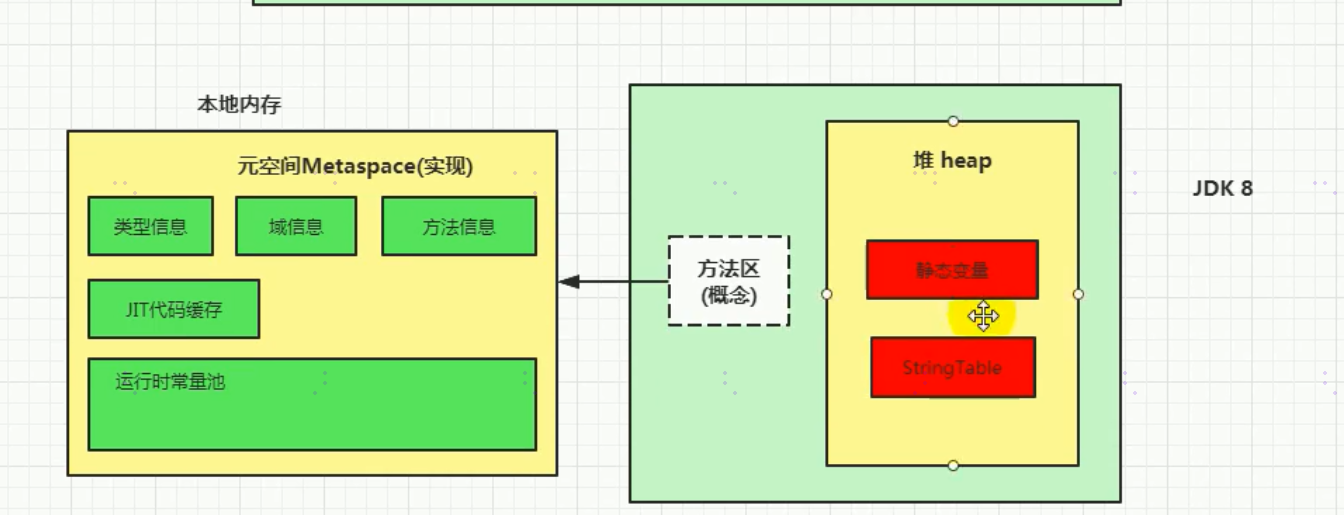 本地内存
元空间Metaspace(实现)
类型信息
域信息
方法信息
JIT代码缓存
运行时常量池
方法区
(概念)
堆 heap
静态变量
StringTable
JDK 8